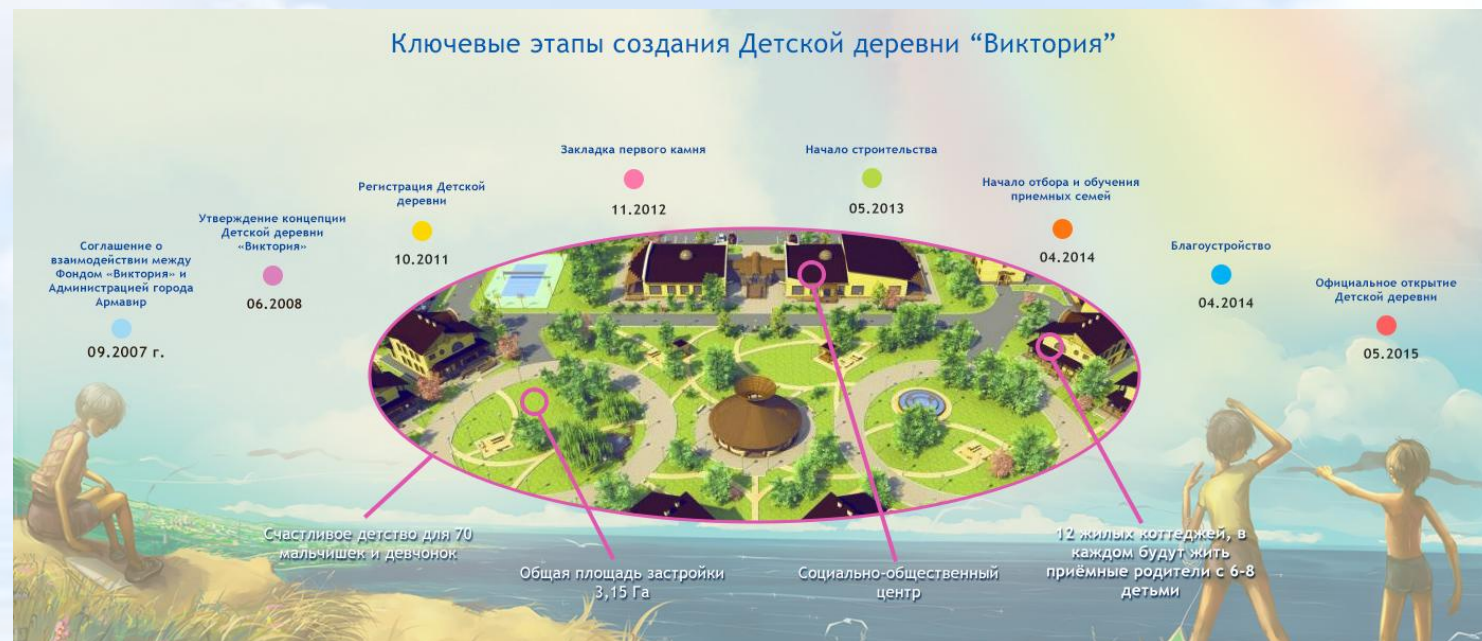 Ключевые этапы создания Детской деревни “Виктория”
Соглашение о
взаимодействии между
Фондом «Виктория» и
Администрацией города
Армавир
09.2007 г.
Утверждение концепции
Детской деревни
«Виктория»
06.2008
Регистрация Детской
деревни
10.2011
Закладка первого камня
11.2012
Начало строительства
05.2013
Начало отбора и обучения
приемных семей
04.2014
Благоустройство
04.2014
Официальное открытие
Детской деревни
05.2015
Счастливое детство для 70
мальчишек и девчонок
Общая площадь застройки
3,15 Га
Социально-общественный
центр
12 жилых коттеджей, в
каждом будут жить
приёмные родители с 6-8
детьми